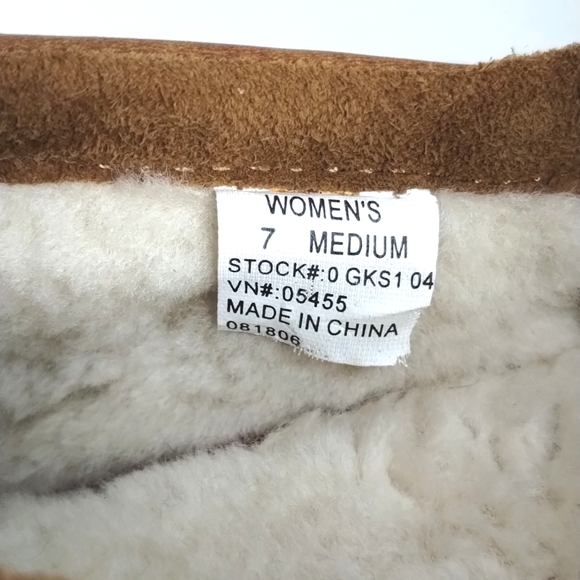 WOMEN'S
7 MEDIUM
STOCK#:0 GKS1 04
VN#:05455
MADE IN CHINA
081806